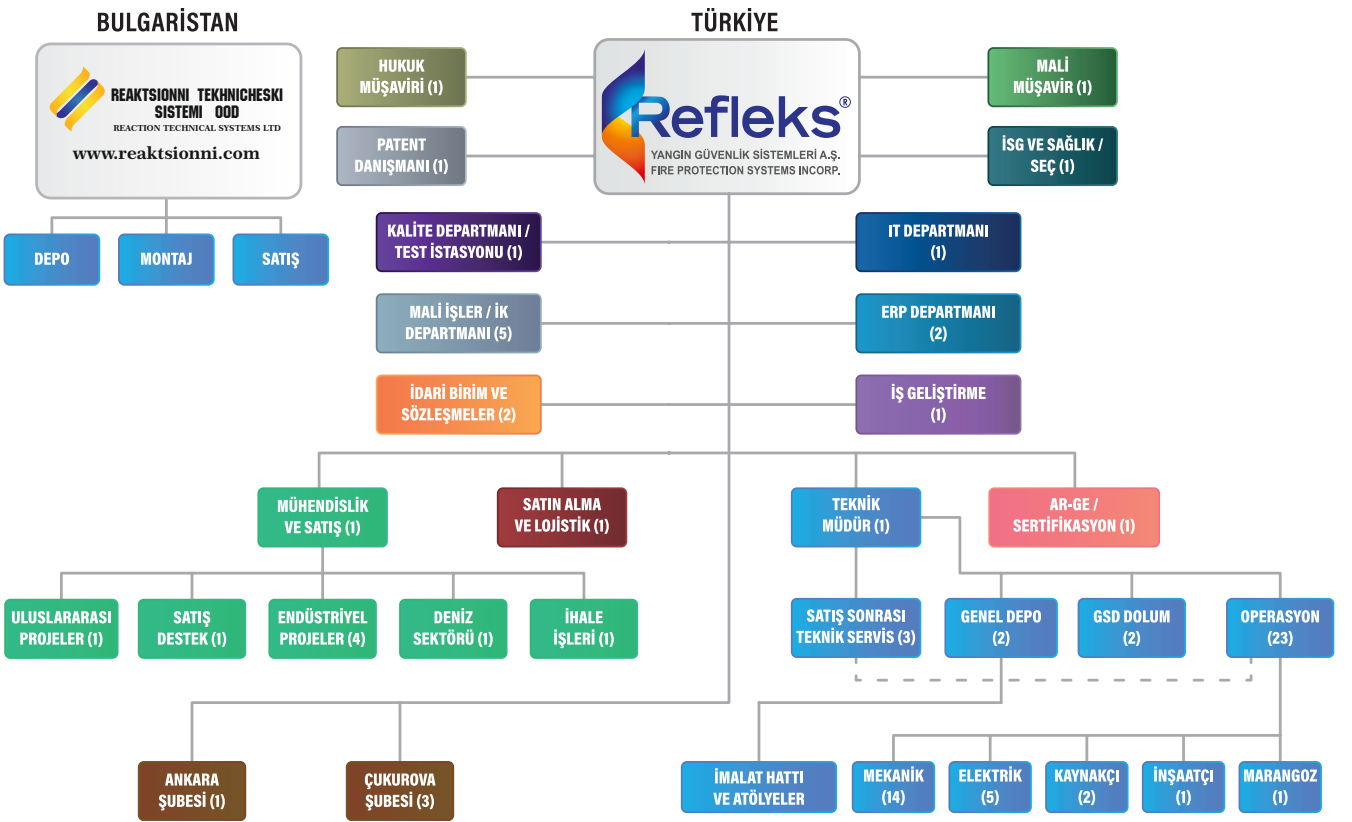 BULGARİSTAN
REAKTSIONNI TEKHNICHESKI
SISTEMI OOD
REACTION TECHNICAL SYSTEMS LTD
www.reaktsionni.com
DEPO
MONTAJ
SATIŞ
TÜRKİYE
Refleks®
YANGIN GÜVENLİK SİSTEMLERİ A.Ş.
FIRE PROTECTION SYSTEMS INCORP.
HUKUK
MÜŞAVİRİ (1)
MALİ
MÜŞAVİR (1)
PATENT
DANIŞMANI (1)
İSG VE SAĞLIK /
SEÇ (1)
KALİTE DEPARTMANI /
TEST İSTASYONU (1)
IT DEPARTMANI
(1)
MALİ İŞLER / İK
DEPARTMANI (5)
ERP DEPARTMANI
(2)
İDARİ BİRİM VE
SÖZLEŞMELER (2)
İŞ GELİŞTİRME
(1)
MÜHENDİSLİK
VE SATIŞ (1)
SATIN ALMA
VE LOJİSTİK (1)
TEKNİK
MÜDÜR (1)
AR-GE /
SERTİFİKASYON (1)
ULUSLARARASI
PROJELER (1)
SATIŞ
DESTEK (1)
ENDÜSTRİYEL
PROJELER (4)
DENİZ
SEKTÖRÜ (1)
İHALE
İŞLERİ (1)
SATIŞ SONRASI
TEKNİK SERVİS (3)
GENEL DEPO
(2)
GSD DOLUM
(2)
OPERASYON
(23)
ANKARA
ŞUBESİ (1)
ÇUKUROVA
ŞUBESİ (3)
İMALAT HATTI
VE ATÖLYELER
MEKANİK
(14)
ELEKTRİK
(5)
KAYNAKÇI
(2)
İNŞAATÇI
(1)
MARANGOZ
(1)